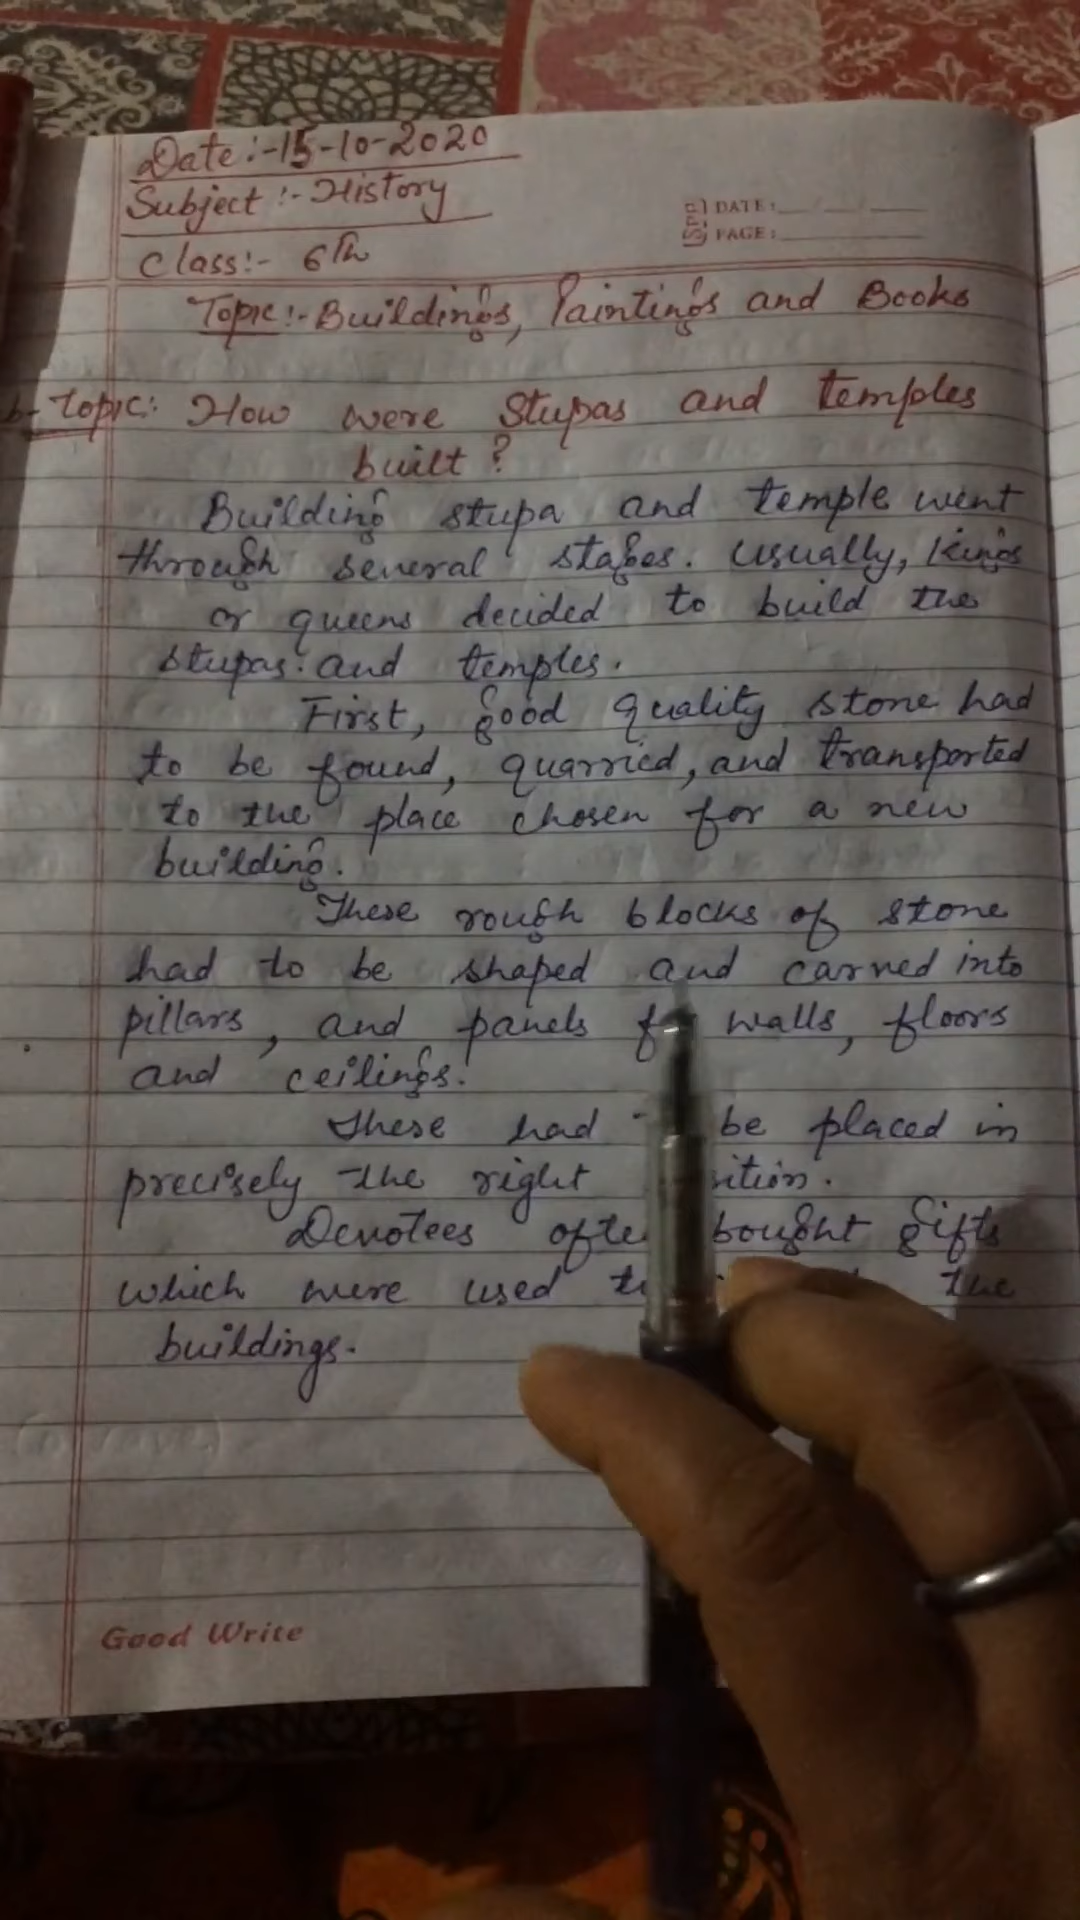 Date:-15-10-2020
Subject:- History
DATE:
PAGE:
Class:- 6th
Topic:- Buildings, Paintings and Books
b-Topic: How were Stupas and temples
built?
Building stupa and temple went
through several stages. Usually, kings
or queens decided to build the
stupas and temples.
First, good quality stone had
to be found, quarried, and transported
to the place chosen for a new
building.
These rough blocks of stone
had to be shaped and carved into
pillars, and panels walls, floors
and ceilings.
These had be placed in
precisely the right
Devotees bought gifts
which were used the
buildings.
Good Write